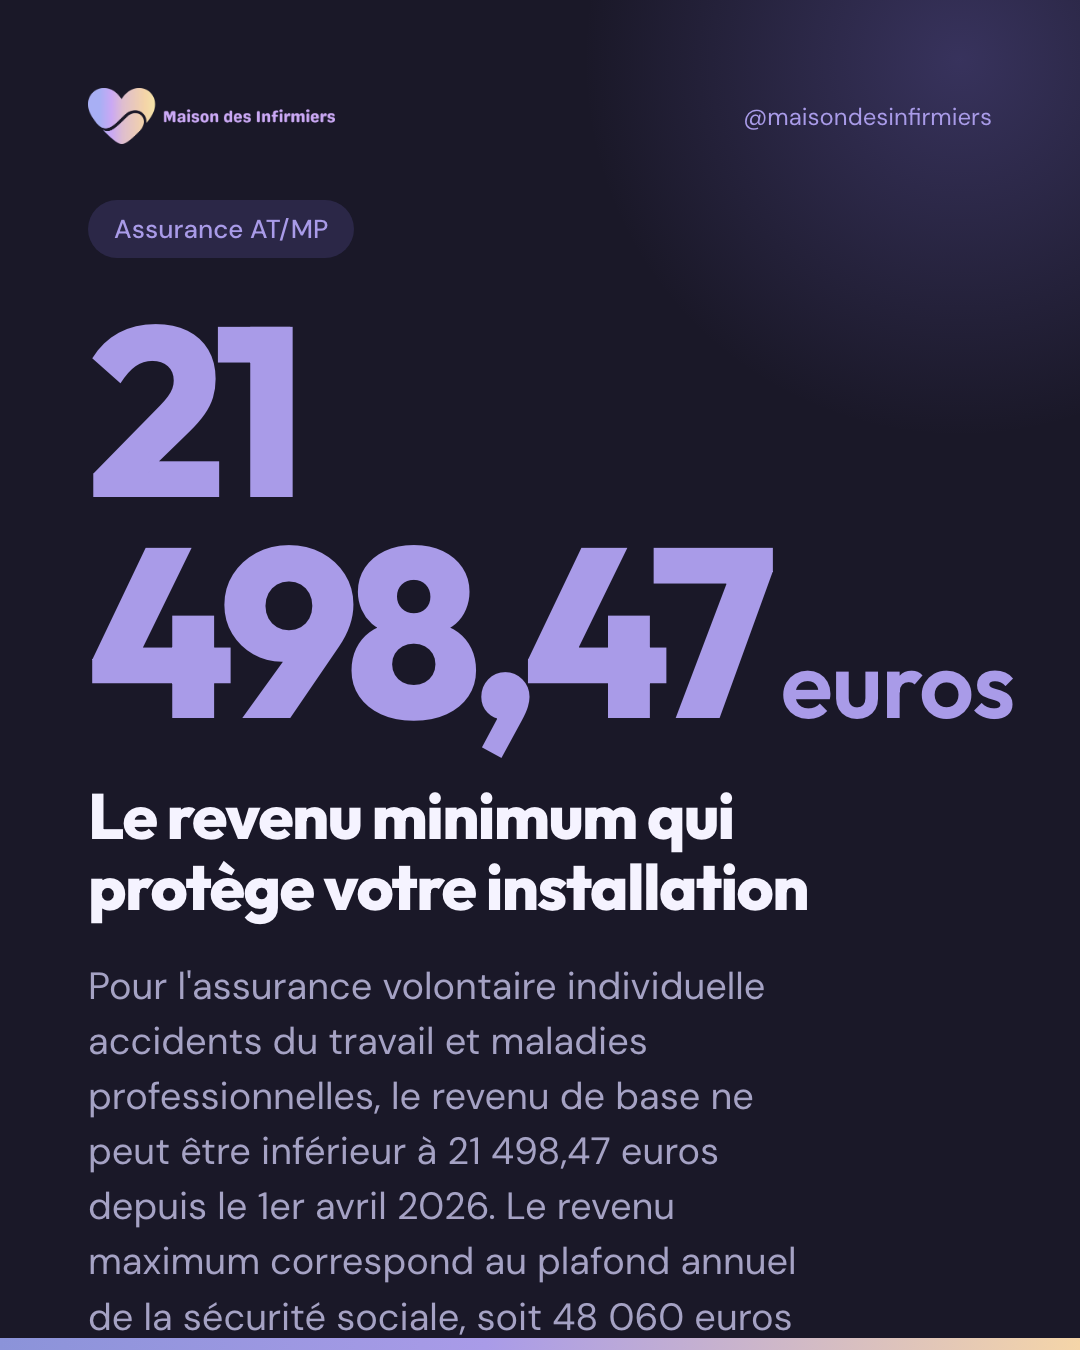 Maison des Infirmiers
@maisondesinfirmiers
Assurance AT/MP
21
498,47 euros
Le revenu minimum qui
protège votre installation
Pour l'assurance volontaire individuelle
accidents du travail et maladies
professionnelles, le revenu de base ne
peut être inférieur à 21 498,47 euros
depuis le 1er avril 2026. Le revenu
maximum correspond au plafond annuel
de la sécurité sociale, soit 48 060 euros